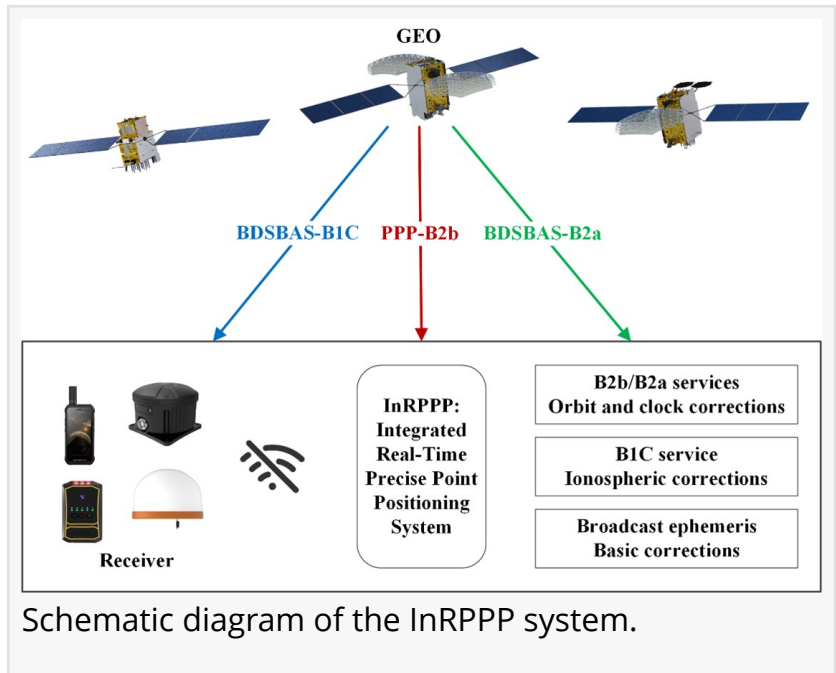 GEO
BDSBAS-B1C
PPP-B2b
BDSBAS-B2a
Receiver
InRPPP:
Integrated
Real-Time
Precise Point
Positioning
System
B2b/B2a services
Orbit and clock corrections
B1C service
Ionospheric corrections
Broadcast ephemeris
Basic corrections
Schematic diagram of the InRPPP system.